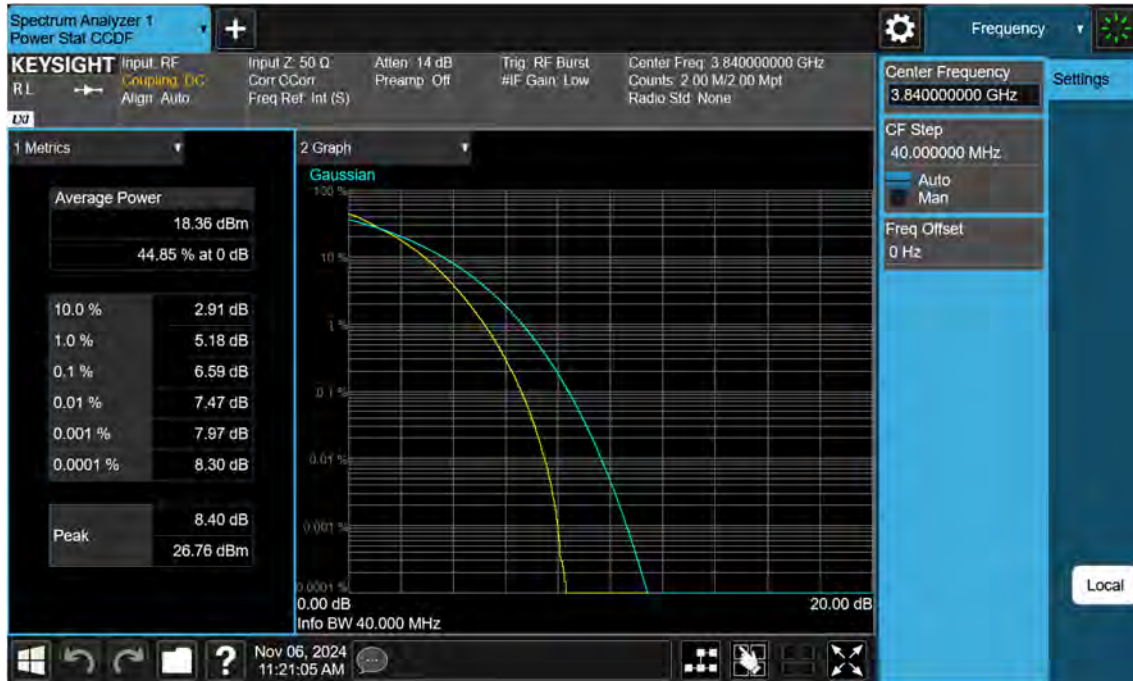 Spectrum Analyzer 1
Power Stat CCDF
Frequency
KEYSIGHT
R L
LXI
Input: RF
Coupling: DC
Align: Auto
Input Z: 50 Ω
Corr CCorr
Freq Ref: Int (S)
Atten: 14 dB
Preamp: Off
Trig: RF Burst
#IF Gain: Low
Center Freq: 3.840000000 GHz
Counts: 2.00 M/2.00 Mpt
Radio Std: None
Center Frequency
3.840000000 GHz
Settings
CF Step
40.000000 MHz
Auto
Man
Freq Offset
0 Hz
Local
1 Metrics
Average Power
18.36 dBm
44.85 % at 0 dB
10.0 % 2.91 dB
1.0 % 5.18 dB
0.1 % 6.59 dB
0.01 % 7.47 dB
0.001 % 7.97 dB
0.0001 % 8.30 dB
Peak
8.40 dB
26.76 dBm
2 Graph
Gaussian
100 %
10 %
1 %
0.1 %
0.01 %
0.001 %
0.0001 %
0.00 dB 20.00 dB
Info BW 40.000 MHz
?
Nov 06, 2024
11:21:05 AM